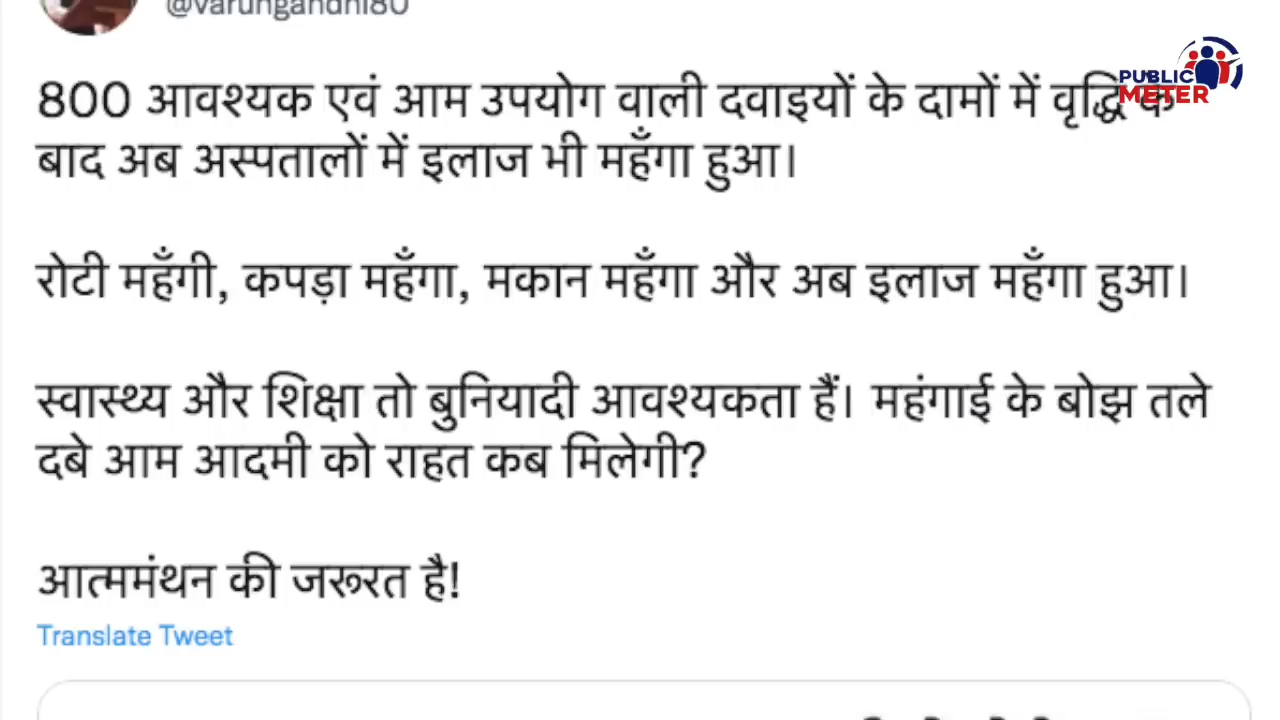 @varungandhi80
PUBLIC
METER
800 आवश्यक एवं आम उपयोग वाली दवाइयों के दामों में वृद्धि के
बाद अब अस्पतालों में इलाज भी महँगा हुआ।
रोटी महँगी, कपड़ा महँगा, मकान महँगा और अब इलाज महँगा हुआ।
स्वास्थ्य और शिक्षा तो बुनियादी आवश्यकता हैं। महंगाई के बोझ तले
दबे आम आदमी को राहत कब मिलेगी?
आत्ममंथन की जरूरत है!
Translate Tweet